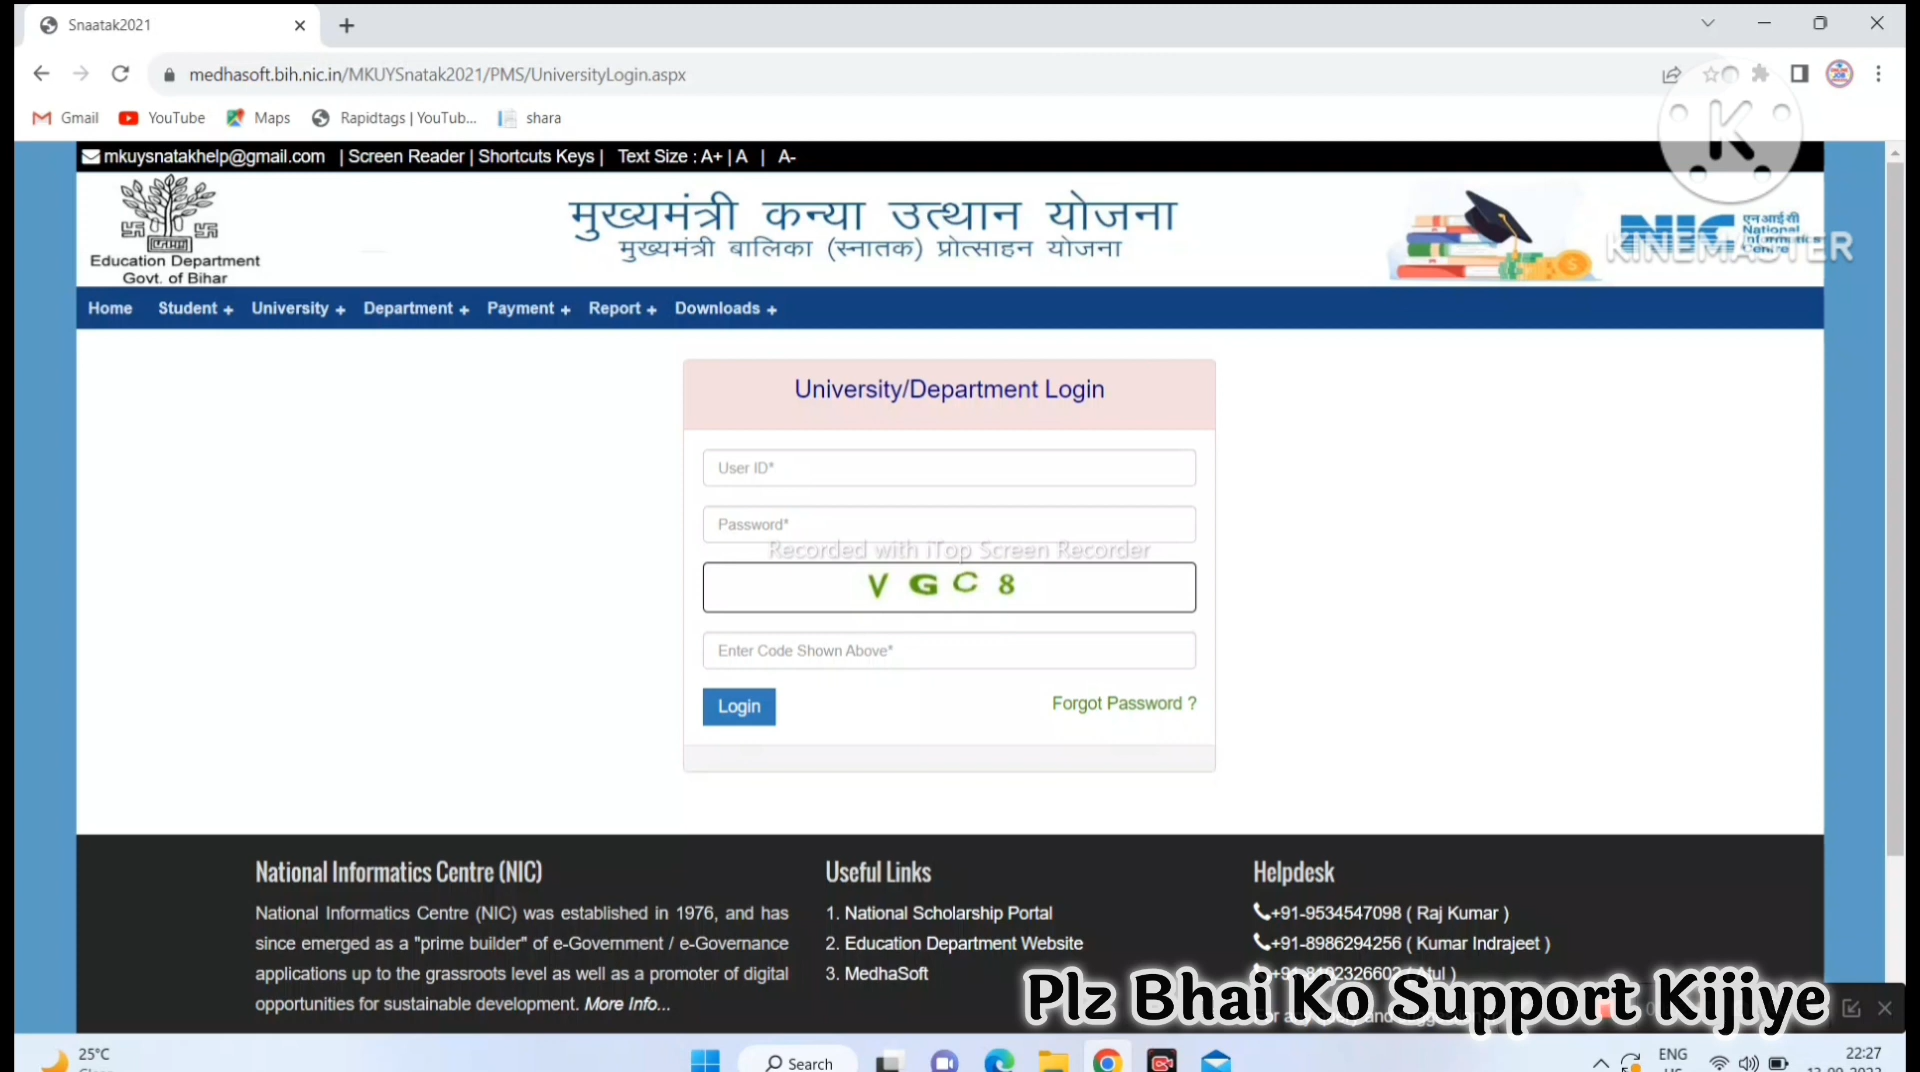 Snaatak2021
medhasoft.bih.nic.in/MKUYSnatak2021/PMS/UniversityLogin.aspx
Gmail YouTube Maps Rapidtags | YouTub... shara
mkuysnatakhelp@gmail.com | Screen Reader | Shortcuts Keys | Text Size : A+ | A | A-
K
मुख्यमंत्री कन्या उत्थान योजना
मुख्यमंत्री बालिका (स्नातक) प्रोत्साहन योजना
Education Department
Govt. of Bihar
NIC
एन आई सी
National
Informatics
Centre
KINEMASTER
Home Student + University + Department + Payment + Report + Downloads +
University/Department Login
User ID*
Password*
Recorded with iTop Screen Recorder
V G C 8
Enter Code Shown Above*
Login Forgot Password ?
National Informatics Centre (NIC)
National Informatics Centre (NIC) was established in 1976, and has
since emerged as a "prime builder" of e-Government / e-Governance
applications up to the grassroots level as well as a promoter of digital
opportunities for sustainable development. More Info...
Useful Links
1. National Scholarship Portal
2. Education Department Website
3. MedhaSoft
Helpdesk
+91-9534547098 ( Raj Kumar )
+91-8986294256 ( Kumar Indrajeet )
Plz Bhai Ko Support Kijiye
25°C
Search
ENG
22:27